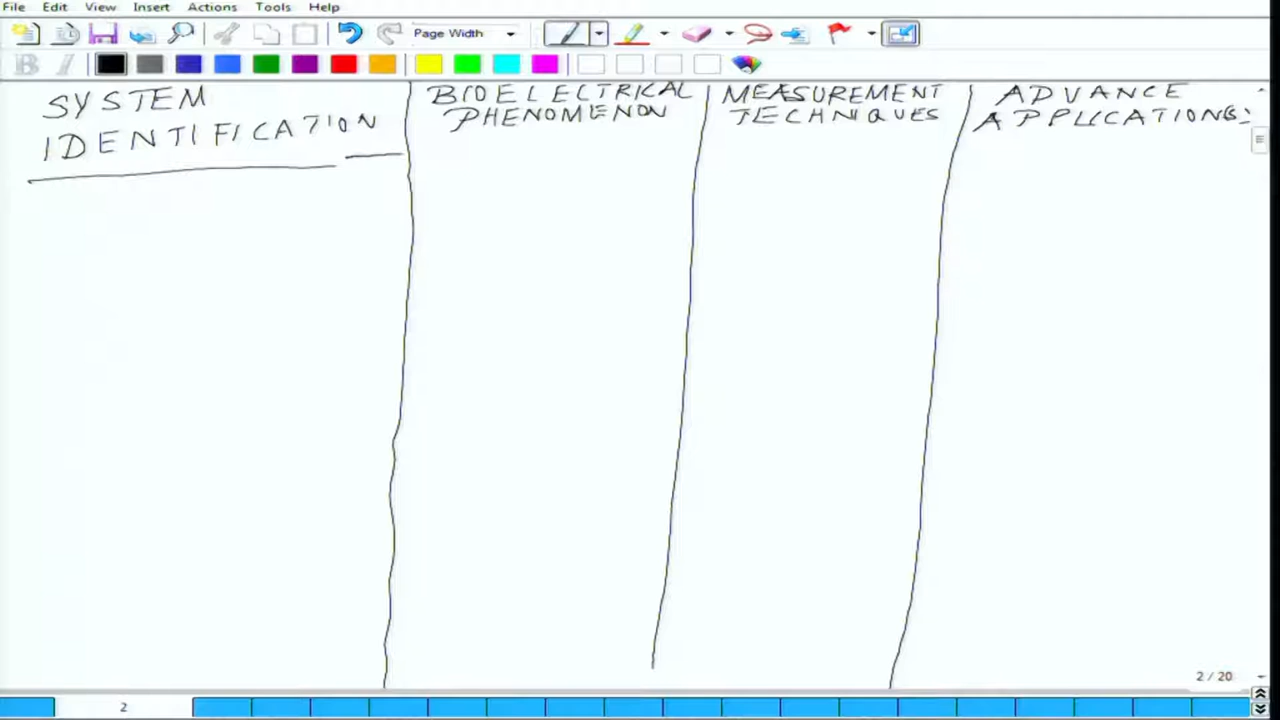 File Edit View Insert Actions Tools Help
Page Width
B I
SYSTEM
IDENTIFICATION
BIOELECTRICAL
PHENOMENON
MEASUREMENT
TECHNIQUES
ADVANCE
APPLICATIONS
2 / 20
2